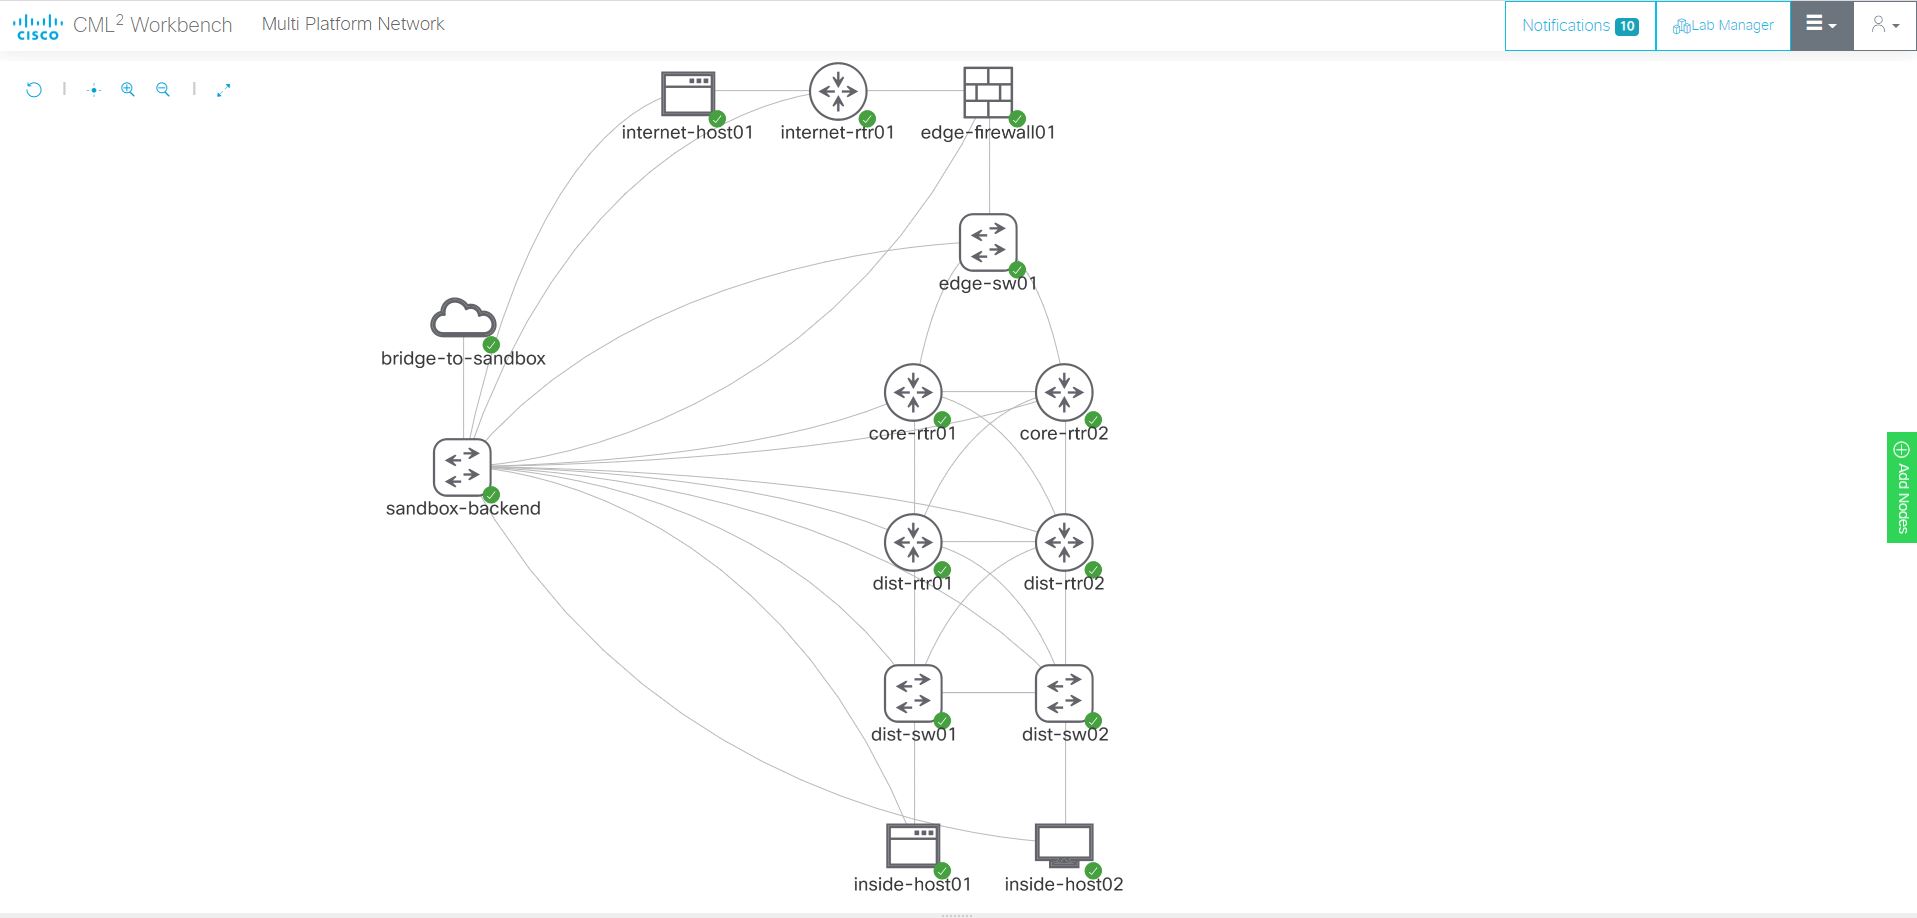 CISCO
CML2 Workbench
Multi Platform Network
Notifications 10
Lab Manager
internet-host01
internet-rtr01
edge-firewall01
edge-sw01
bridge-to-sandbox
core-rtr01
core-rtr02
Add Nodes
sandbox-backend
dist-rtr01
dist-rtr02
dist-sw01
dist-sw02
inside-host01
inside-host02